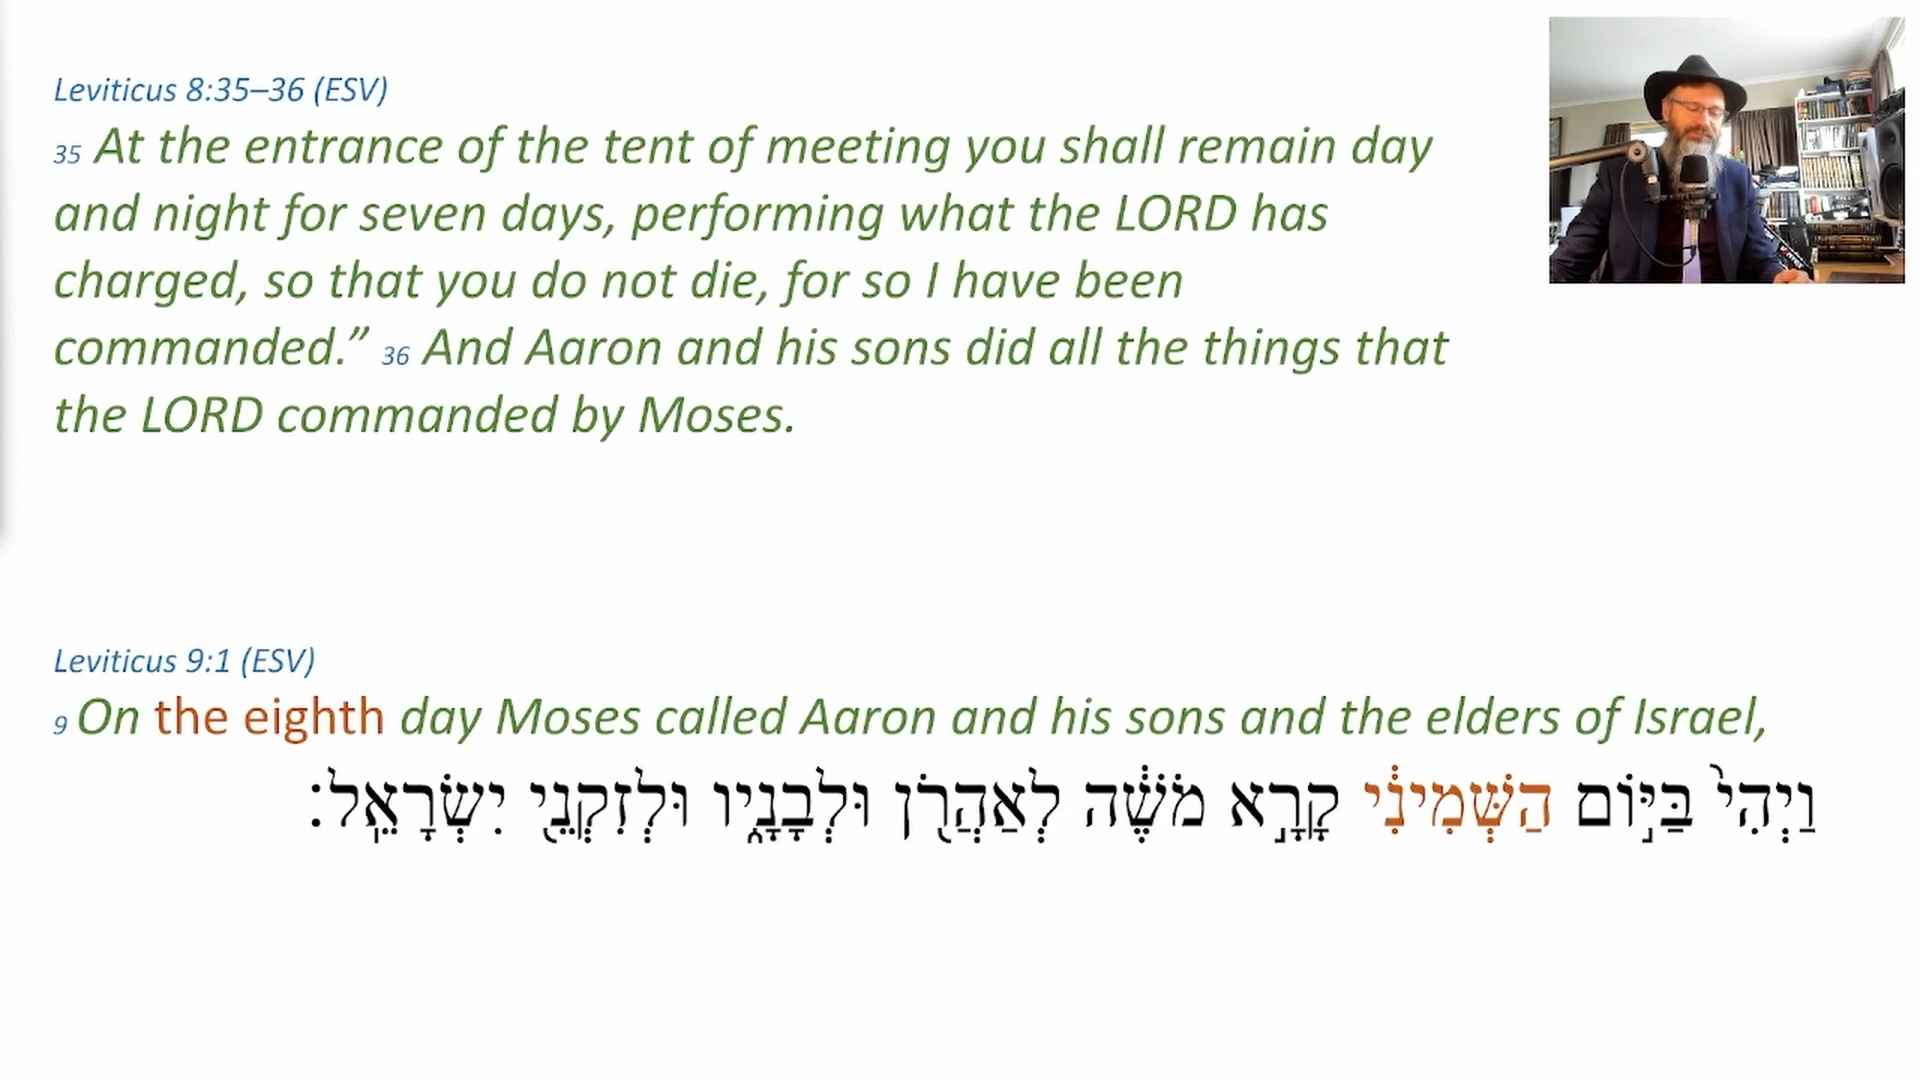 Leviticus 8:35–36 (ESV)
35 At the entrance of the tent of meeting you shall remain day
and night for seven days, performing what the LORD has
charged, so that you do not die, for so I have been
commanded.” 36 And Aaron and his sons did all the things that
the LORD commanded by Moses.
Leviticus 9:1 (ESV)
9 On the eighth day Moses called Aaron and his sons and the elders of Israel,
וַיְהִי֙ בַּיּ֣וֹם הַשְּׁמִינִ֔י קָרָ֣א מֹשֶׁ֔ה לְאַהֲרֹ֖ן וּלְבָנָ֑יו וּלְזִקְנֵ֖י יִשְׂרָאֵֽל׃